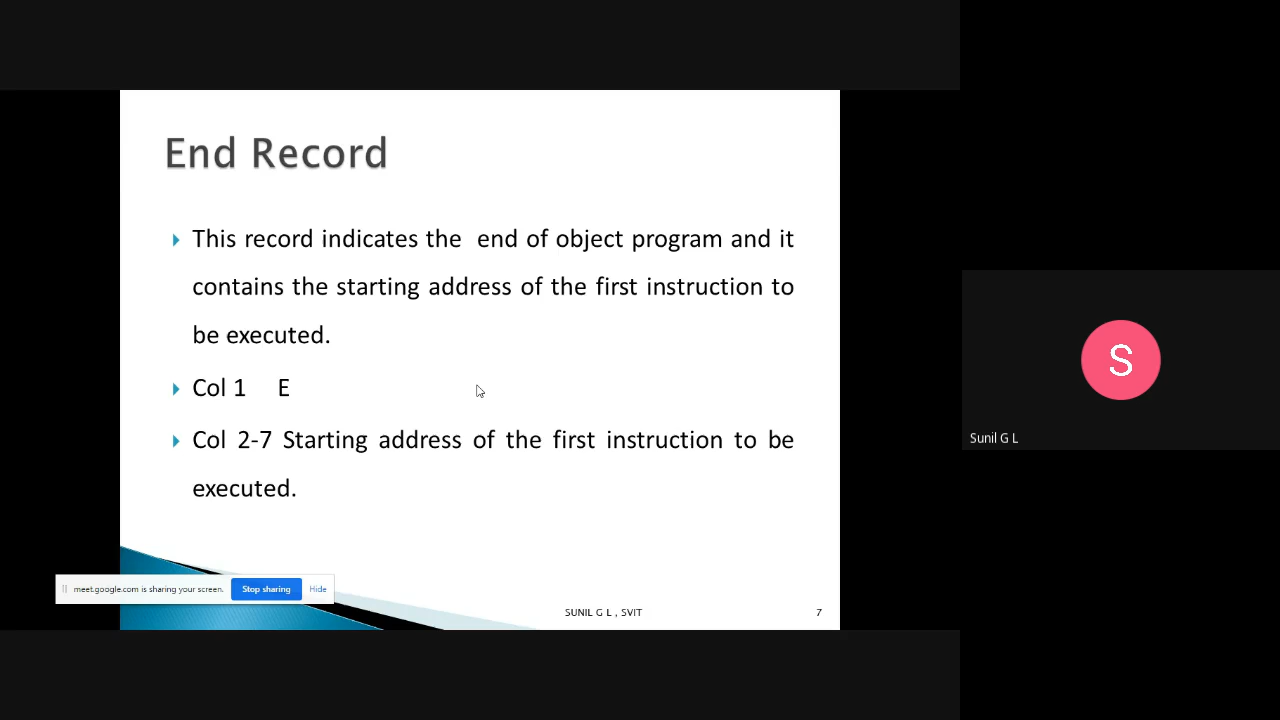 End Record
This record indicates the end of object program and it
contains the starting address of the first instruction to
be executed.
Col 1 E
Col 2-7 Starting address of the first instruction to be
executed.
meet.google.com is sharing your screen. Stop sharing Hide
SUNIL G L , SVIT 7
S
Sunil G L